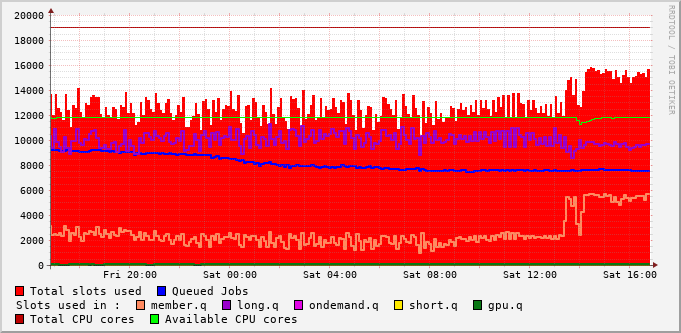 RRDTOOL / TOBI OETIKER
20000
18000
16000
14000
12000
10000
8000
6000
4000
2000
0
Fri 20:00 Sat 00:00 Sat 04:00 Sat 08:00 Sat 12:00 Sat 16:00
Total slots used Queued Jobs
Slots used in : member.q long.q ondemand.q short.q gpu.q
Total CPU cores Available CPU cores